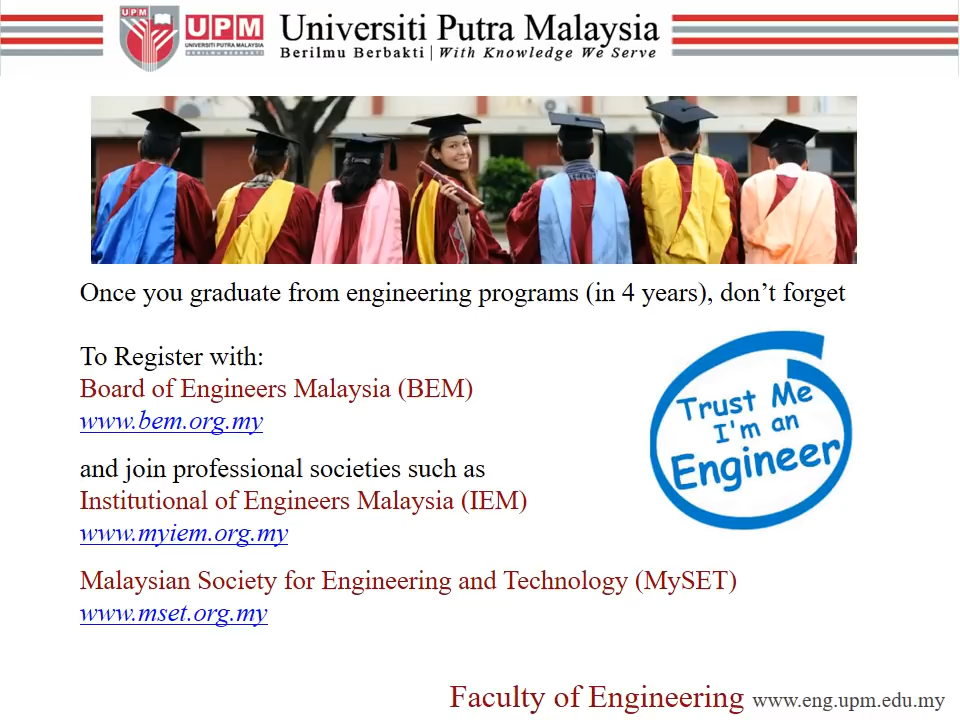 UPM
UPM
UNIVERSITI PUTRA MALAYSIA
BERILMU BERBAKTI
Universiti Putra Malaysia
Berilmu Berbakti | With Knowledge We Serve
Once you graduate from engineering programs (in 4 years), don’t forget
To Register with:
Board of Engineers Malaysia (BEM)
www.bem.org.my
and join professional societies such as
Institutional of Engineers Malaysia (IEM)
www.myiem.org.my
Malaysian Society for Engineering and Technology (MySET)
www.mset.org.my
Trust Me
I'm an
Engineer
Faculty of Engineering www.eng.upm.edu.my